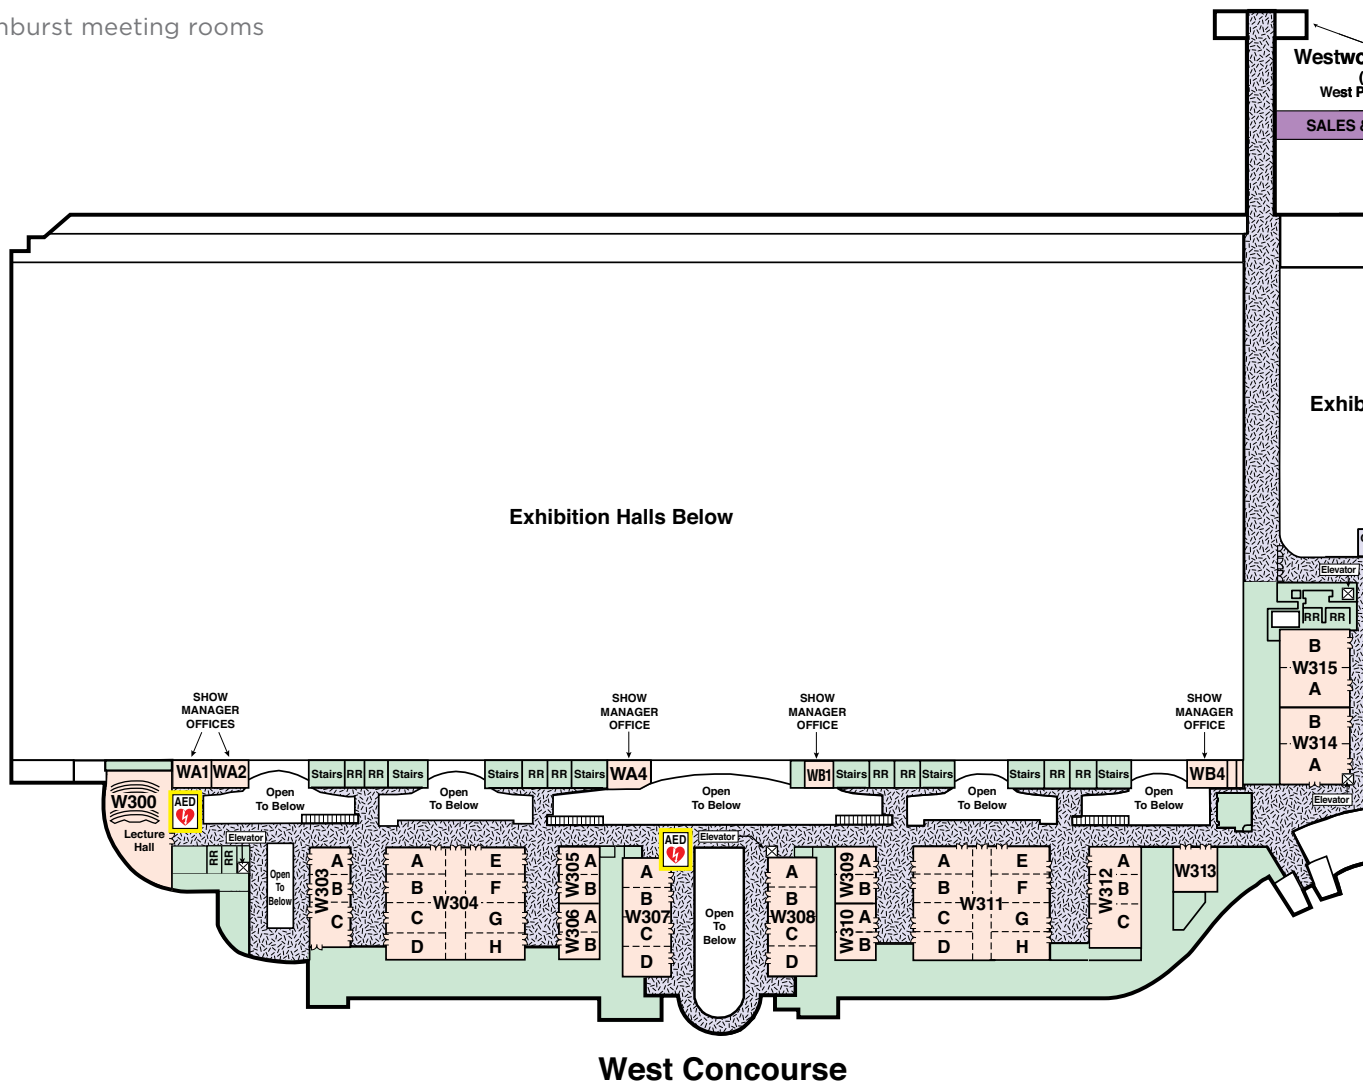 nburst meeting rooms
Westwo
(
West P
SALES &
Exhib
Exhibition Halls Below
Elevator
RR RR
B
W315
A
B
W314
A
Elevator
SHOW
MANAGER
OFFICES
SHOW
MANAGER
OFFICE
SHOW
MANAGER
OFFICE
SHOW
MANAGER
OFFICE
WA1 WA2
Stairs RR RR Stairs
Stairs RR RR Stairs
WA4
WB1
Stairs RR RR Stairs
Stairs RR RR Stairs
WB4
W300
Lecture
Hall
AED
Open
To Below
Open
To Below
Open
To Below
Open
To Below
Open
To Below
Elevator
RR RR
Open
To
Below
W303
A
B
C
W304
A
B
C
D
E
F
G
H
W305
A
B
W306
A
B
AED
Elevator
W307
A
B
C
D
Open
To
Below
W308
A
B
C
D
W309
A
B
W310
A
B
W311
A
B
C
D
E
F
G
H
W312
A
B
C
W313
West Concourse